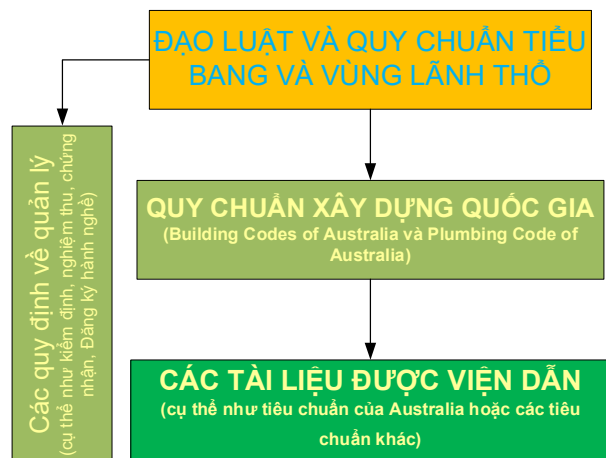 ĐẠO LUẬT VÀ QUY CHUẨN TIỂU
BANG VÀ VÙNG LÃNH THỔ
Các quy định về quản lý
(cụ thể như kiểm định, nghiệm thu, chứng
nhận, Đăng ký hành nghề)
QUY CHUẨN XÂY DỰNG QUỐC GIA
(Building Codes of Australia và Plumbing Code of
Australia)
CÁC TÀI LIỆU ĐƯỢC VIỆN DẪN
(cụ thể như tiêu chuẩn của Australia hoặc các tiêu
chuẩn khác)